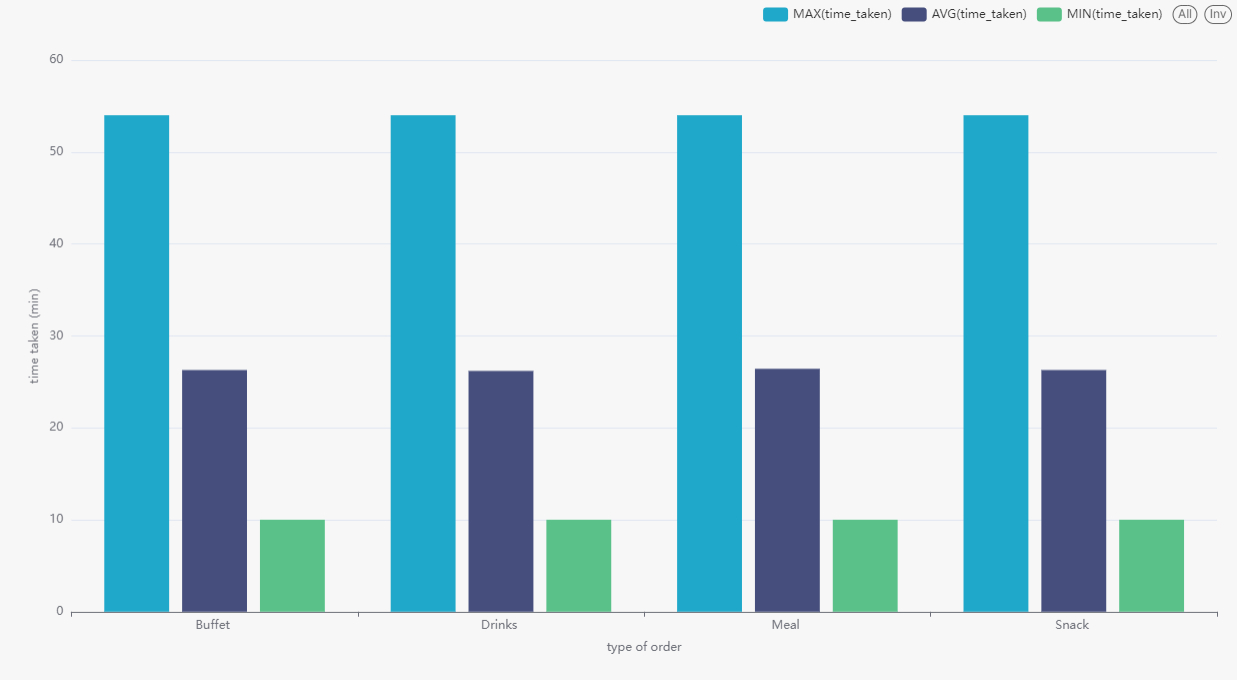 MAX(time_taken) AVG(time_taken) MIN(time_taken) All Inv
60
50
40
30
20
10
0
time taken (min)
Buffet Drinks Meal Snack
type of order